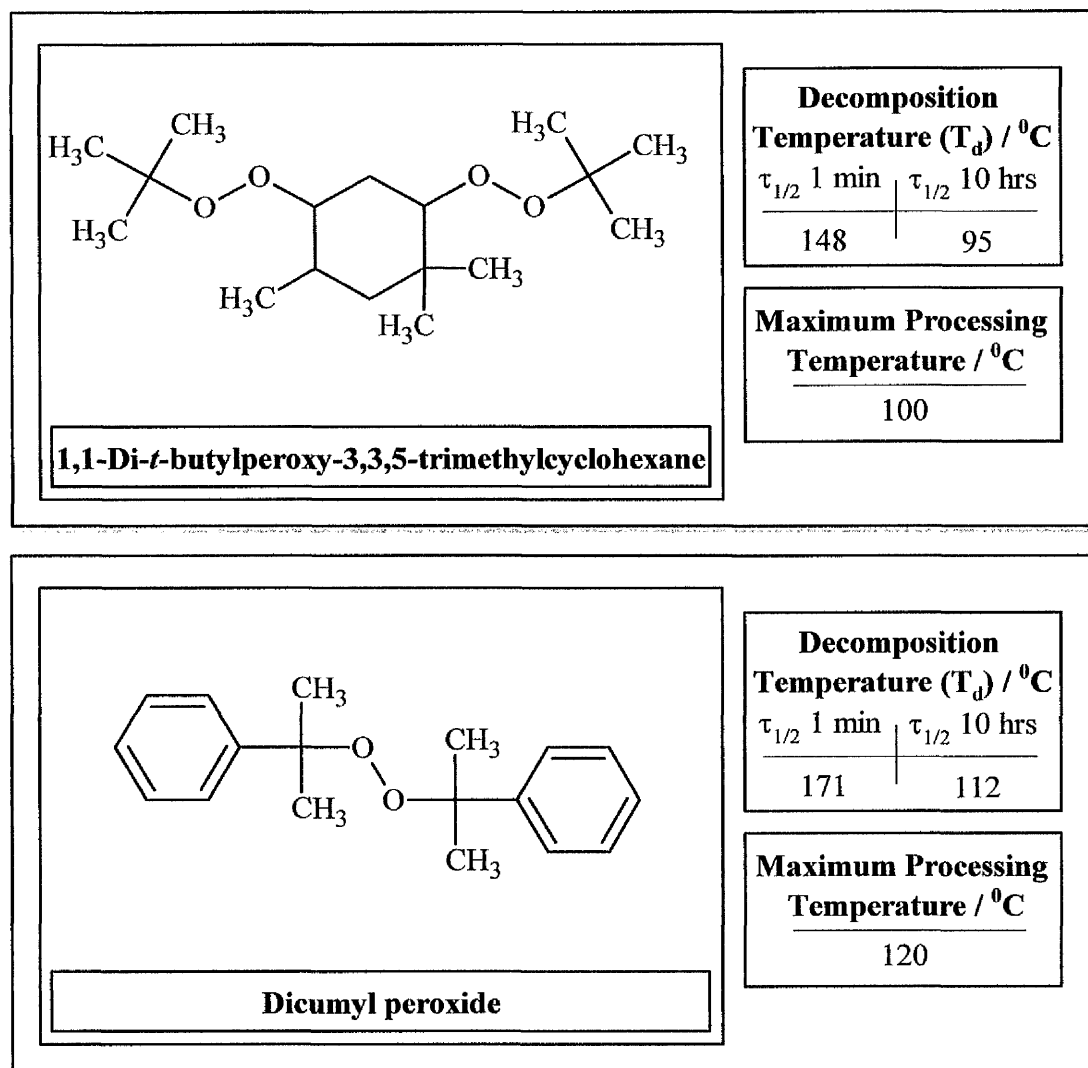 CH₃
H₃C
H₃C
O
O
O
O
H₃C
CH₃
CH₃
H₃C
H₃C
CH₃
1,1-Di-t-butylperoxy-3,3,5-trimethylcyclohexane
Decomposition
Temperature (Td) / ⁰C
τ1/2 1 min | τ1/2 10 hrs
148 95
Maximum Processing
Temperature / ⁰C
100
CH₃
O
CH₃
O
CH₃
CH₃
Dicumyl peroxide
Decomposition
Temperature (Td) / ⁰C
τ1/2 1 min | τ1/2 10 hrs
171 112
Maximum Processing
Temperature / ⁰C
120